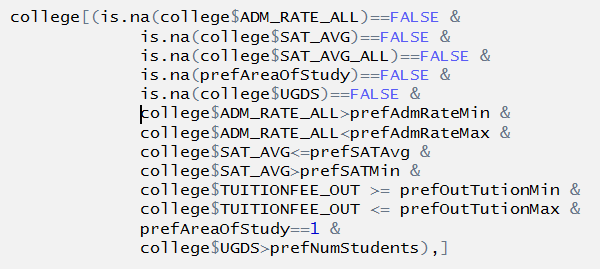 college[(is.na(college$ADM_RATE_ALL)==FALSE &
is.na(college$SAT_AVG)==FALSE &
is.na(college$SAT_AVG_ALL)==FALSE &
is.na(prefAreaOfStudy)==FALSE &
is.na(college$UGDS)==FALSE &
college$ADM_RATE_ALL>prefAdmRateMin &
college$ADM_RATE_ALL<prefAdmRateMax &
college$SAT_AVG<=prefSATAvg &
college$SAT_AVG>prefSATMin &
college$TUITIONFEE_OUT >= prefOutTutionMin &
college$TUITIONFEE_OUT <= prefOutTutionMax &
prefAreaOfStudy==1 &
college$UGDS>prefNumStudents),]